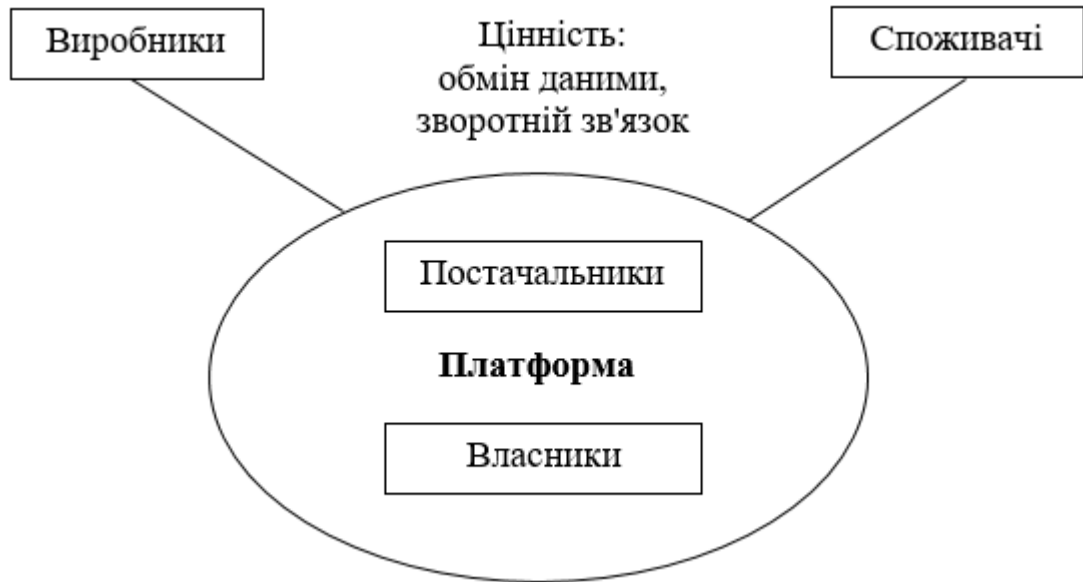 Виробники
Цінність:
обмін даними,
зворотній зв'язок
Споживачі
Постачальники
Платформа
Власники